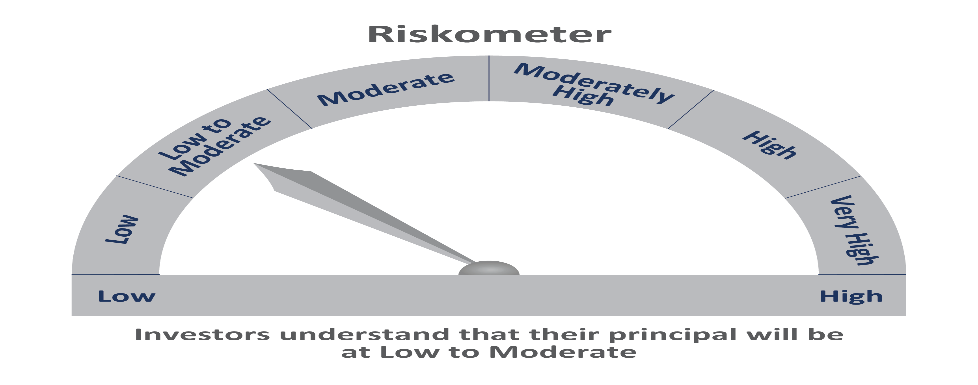 Riskometer
Low
Low to
Moderate
Moderate
Moderately
High
High
Very High
Low
High
Investors understand that their principal will be
at Low to Moderate